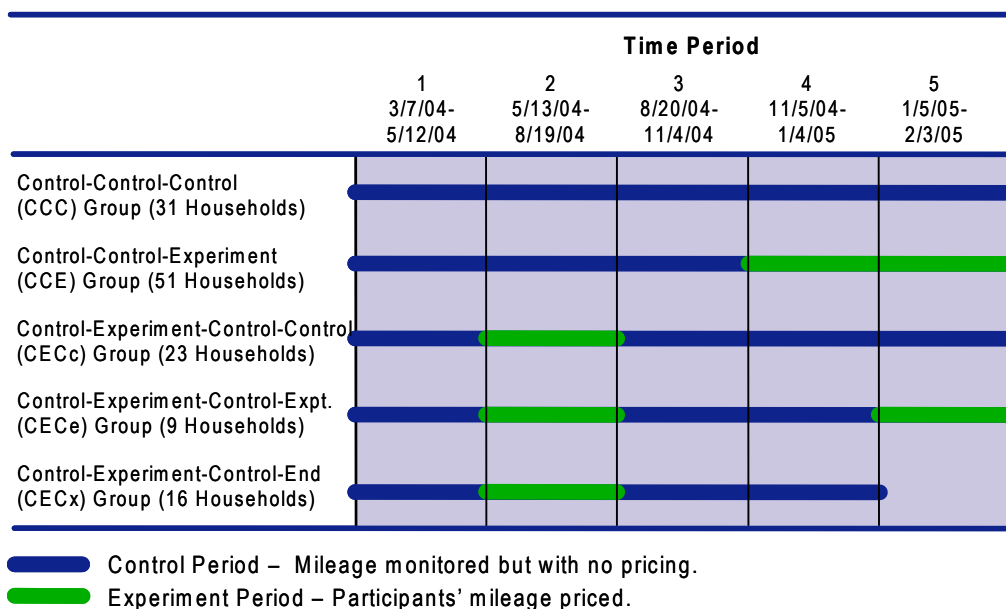 Time Period
1 2 3 4 5
3/7/04- 5/13/04- 8/20/04- 11/5/04- 1/5/05-
5/12/04 8/19/04 11/4/04 1/4/05 2/3/05
Control-Control-Control
(CCC) Group (31 Households)
Control-Control-Experiment
(CCE) Group (51 Households)
Control-Experiment-Control-Control
(CECc) Group (23 Households)
Control-Experiment-Control-Expt.
(CECe) Group (9 Households)
Control-Experiment-Control-End
(CECx) Group (16 Households)
Control Period – Mileage monitored but with no pricing.
Experiment Period – Participants’ mileage priced.